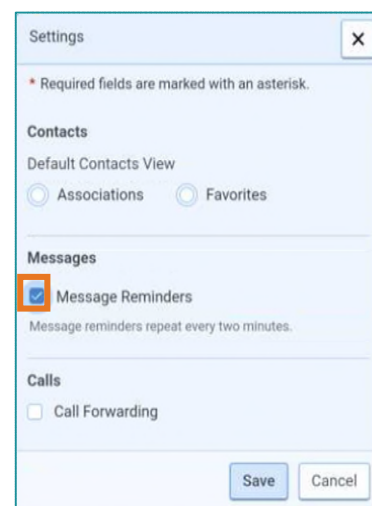 Settings
* Required fields are marked with an asterisk.
Contacts
Default Contacts View
Associations Favorites
Messages
Message Reminders
Message reminders repeat every two minutes.
Calls
Call Forwarding
Save Cancel